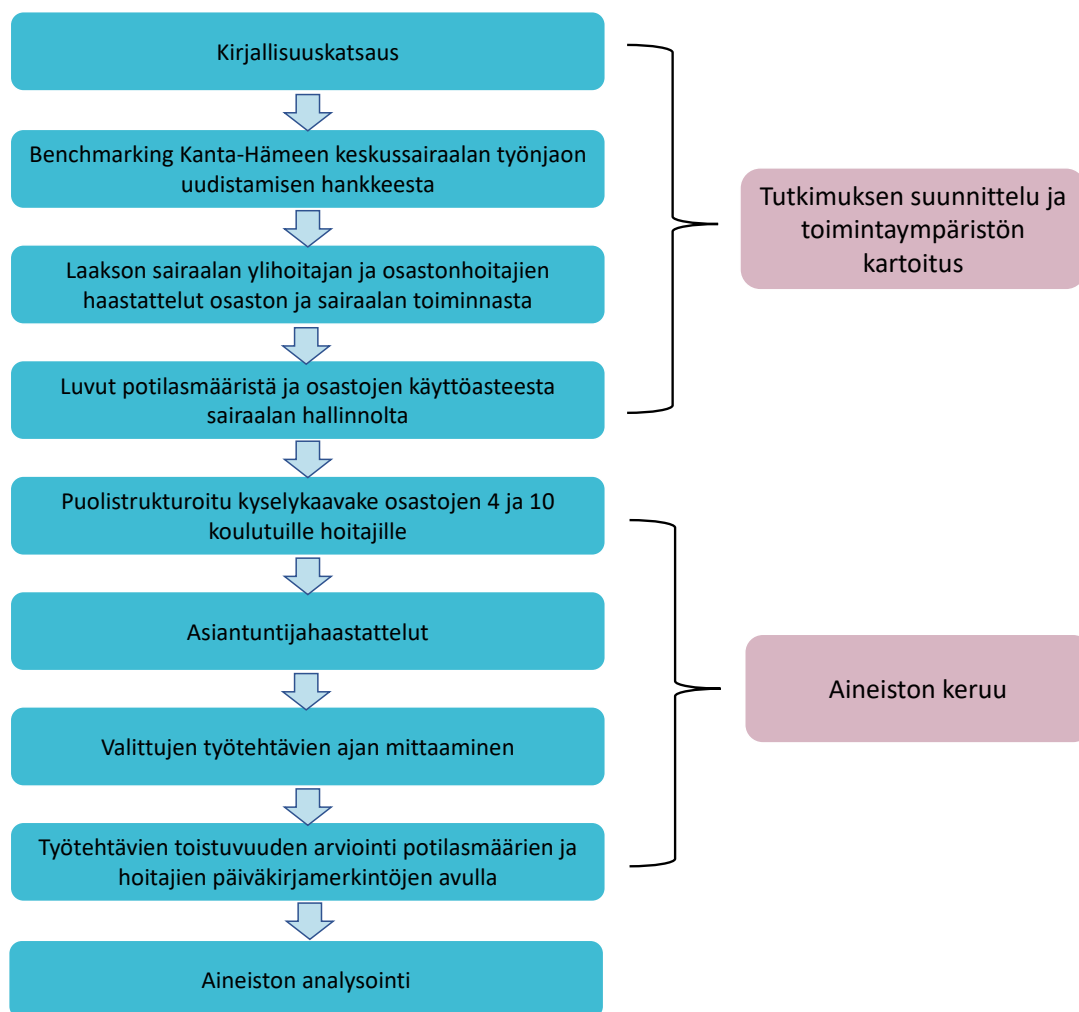 Kirjallisuuskatsaus
Benchmarking Kanta-Hämeen keskussairaalan työnjaon
uudistamisen hankkeesta
Laakson sairaalan ylihoitajan ja osastonhoitajien
haastattelut osaston ja sairaalan toiminnasta
Luvut potilasmääristä ja osastojen käyttöasteesta
sairaalan hallinnolta
Tutkimuksen suunnittelu ja
toimintaympäristön
kartoitus
Puolistrukturoitu kyselykaavake osastojen 4 ja 10
koulutuille hoitajille
Asiantuntijahaastattelut
Valittujen työtehtävien ajan mittaaminen
Työtehtävien toistuvuuden arviointi potilasmäärien ja
hoitajien päiväkirjamerkintöjen avulla
Aineiston keruu
Aineiston analysointi